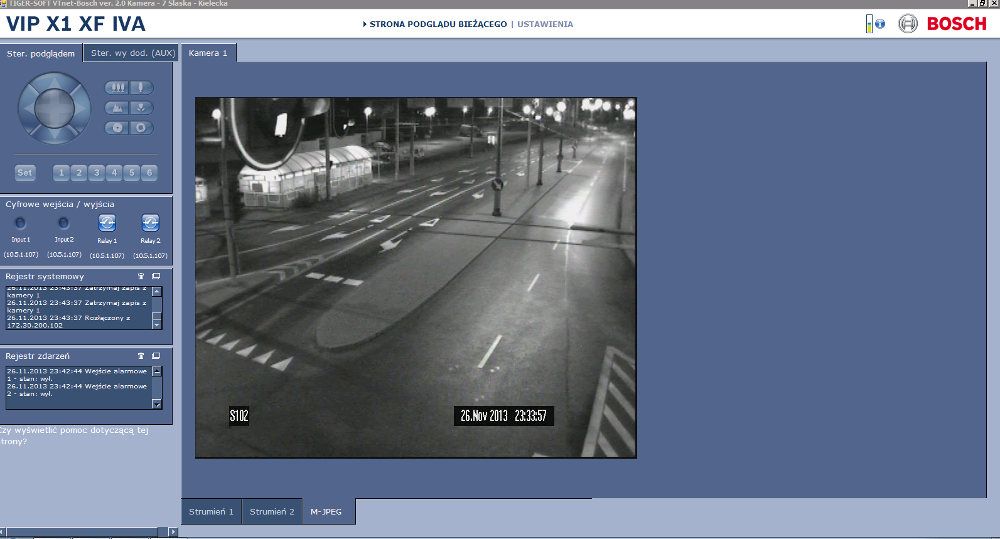 TIGER-SOFT VTnet-Bosch ver. 2.0 Kamera - 7 Slaska - Kielecka
VIP X1 XF IVA
STRONA PODGLĄDU BIEŻĄCEGO | USTAWIENIA
BOSCH
Ster. podglądem
Ster. wy dod. (AUX)
Kamera 1
Set
1 2 3 4 5 6
Cyfrowe wejścia / wyjścia
Input 1
Input 2
Relay 1
Relay 2
(10.5.1.107)
(10.5.1.107)
(10.5.1.107)
(10.5.1.107)
Rejestr systemowy
26.11.2013 23:43:37 Zatrzymaj zapis z
kamery 1
26.11.2013 23:43:37 Zatrzymaj zapis z
kamery 1
26.11.2013 23:43:37 Rozłączony z
172.30.200.102
Rejestr zdarzeń
26.11.2013 23:42:44 Wejście alarmowe
1 - stan: wył.
26.11.2013 23:42:44 Wejście alarmowe
2 - stan: wył.
Czy wyświetlić pomoc dotyczącą tej
strony?
S102
26.Nov 2013 23:33:57
Strumień 1
Strumień 2
M-JPEG